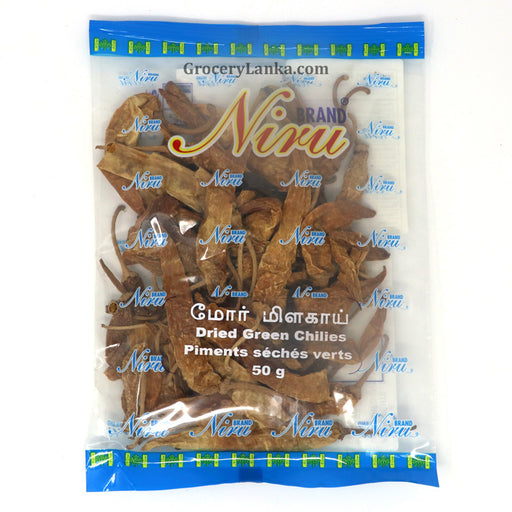 GroceryLanka.com
Niru BRAND
மோர் மிளகாய்
Dried Green Chilies
Piments séchés verts
50 g